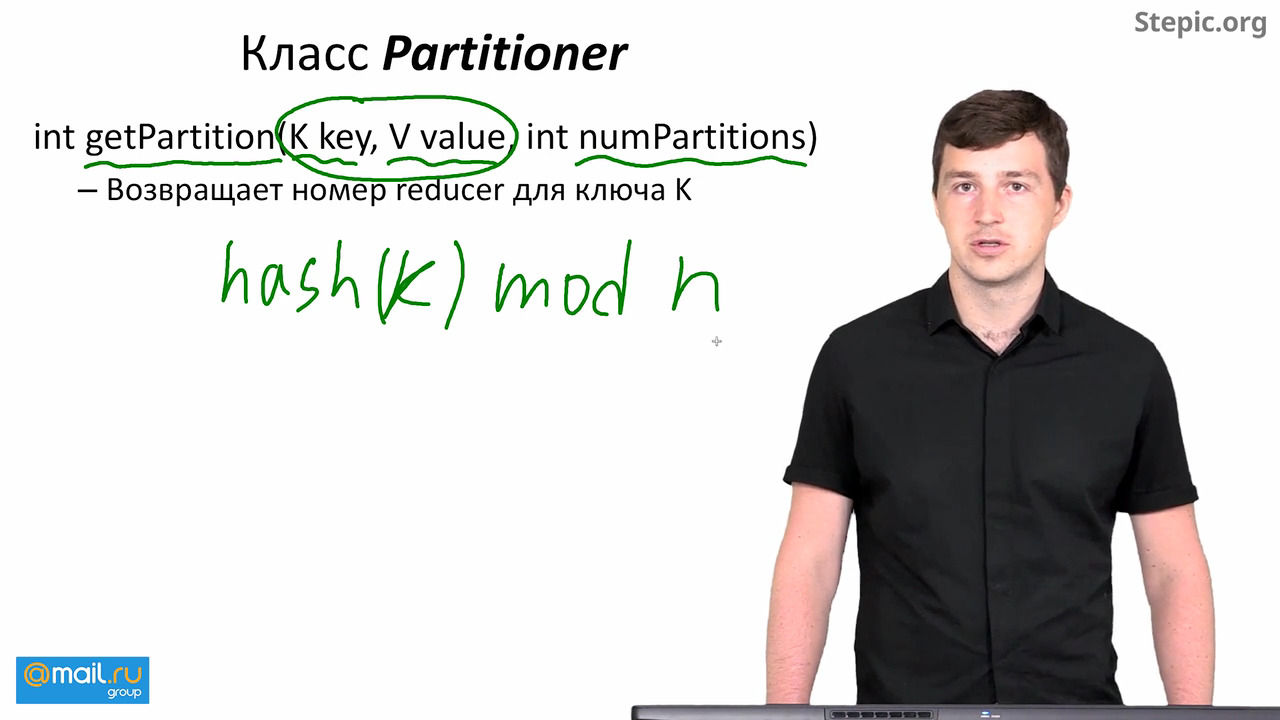 Stepic.org
Класс Partitioner
int getPartition(K key, V value, int numPartitions)
– Возвращает номер reducer для ключа K
hash(K) mod n
@mail.ru
group